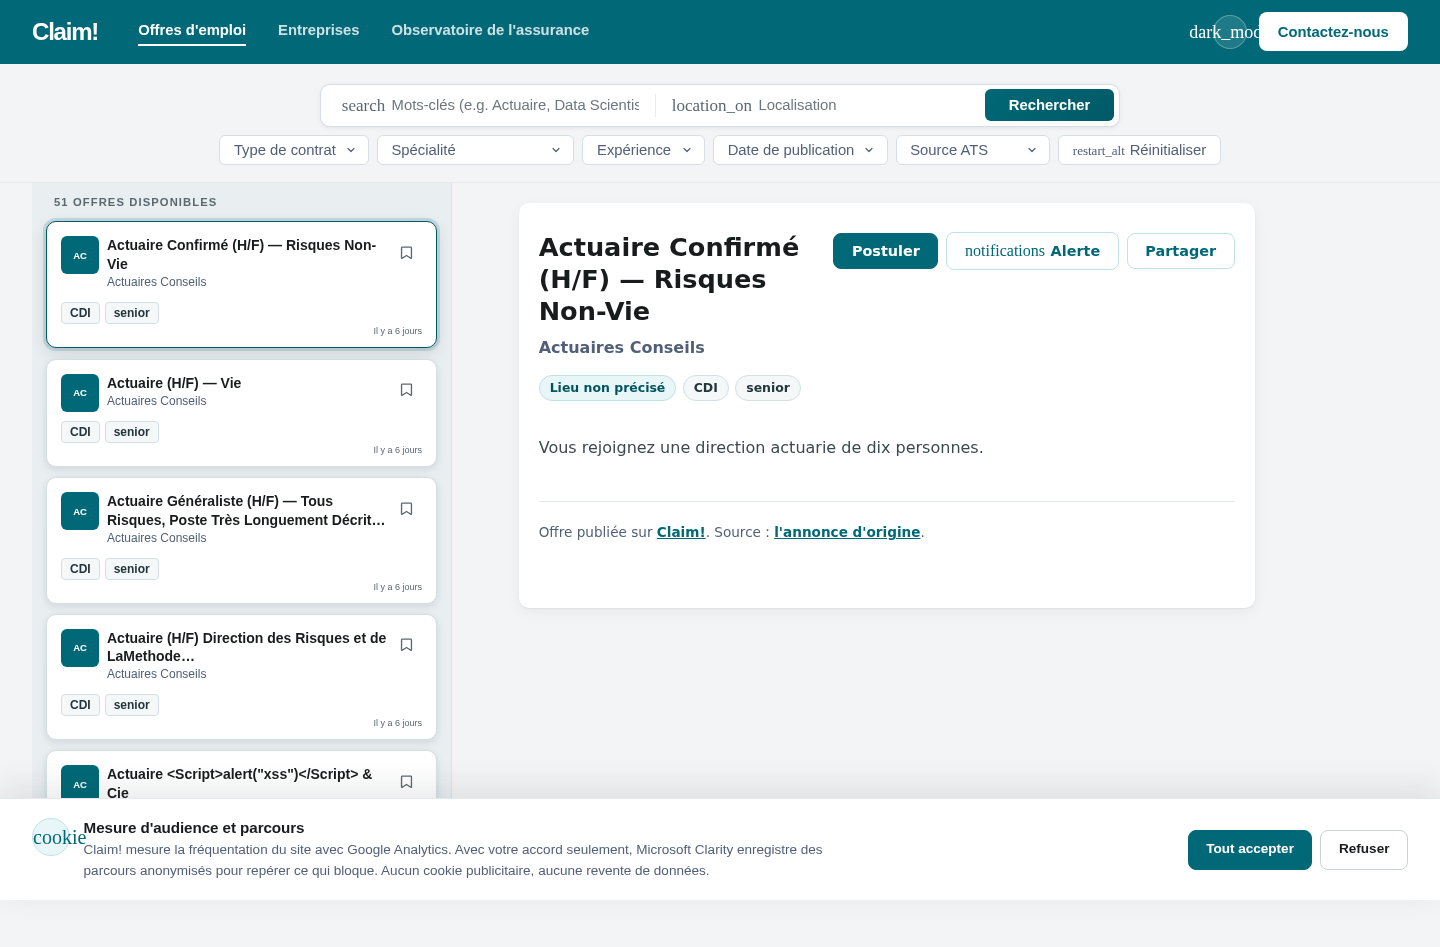 Claim!
Offres d'emploi
Entreprises
Observatoire de l'assurance
Contactez-nous
search Mots-clés (e.g. Actuaire, Data Scientis
location_on Localisation
Rechercher
Type de contrat
Spécialité
Expérience
Date de publication
Source ATS
restart_alt Réinitialiser
51 OFFRES DISPONIBLES
AC
Actuaire Confirmé (H/F) — Risques Non-
Vie
Actuaires Conseils
CDI
senior
Il y a 6 jours
AC
Actuaire (H/F) — Vie
Actuaires Conseils
CDI
senior
Il y a 6 jours
AC
Actuaire Généraliste (H/F) — Tous
Risques, Poste Très Longuement Décrit…
Actuaires Conseils
CDI
senior
Il y a 6 jours
AC
Actuaire (H/F) Direction des Risques et de
LaMethode…
Actuaires Conseils
CDI
senior
Il y a 6 jours
AC
Actuaire <Script>alert("xss")</Script> &
Cie
Actuaire Confirmé
(H/F) — Risques
Non-Vie
Postuler
notifications Alerte
Partager
Actuaires Conseils
Lieu non précisé
CDI
senior
Vous rejoignez une direction actuarie de dix personnes.
Offre publiée sur Claim!. Source : l'annonce d'origine.
cookie
Mesure d'audience et parcours
Claim! mesure la fréquentation du site avec Google Analytics. Avec votre accord seulement, Microsoft Clarity enregistre des
parcours anonymisés pour repérer ce qui bloque. Aucun cookie publicitaire, aucune revente de données.
Tout accepter
Refuser